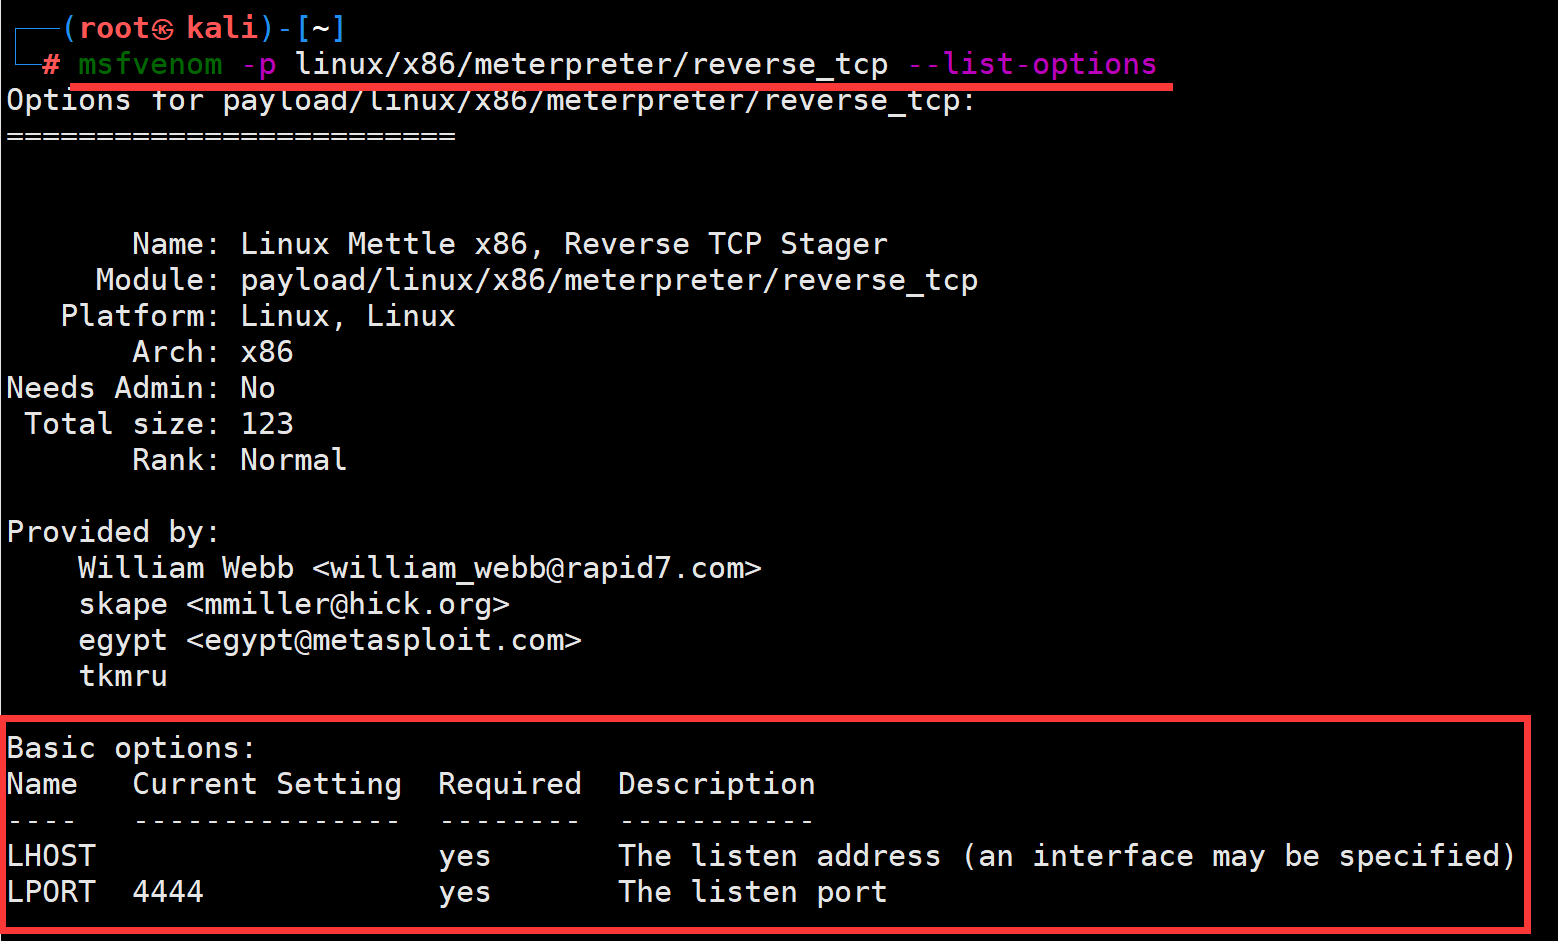 (root㉿ kali)-[~]
# msfvenom -p linux/x86/meterpreter/reverse_tcp --list-options
Options for payload/linux/x86/meterpreter/reverse_tcp:
=========================
Name: Linux Mettle x86, Reverse TCP Stager
Module: payload/linux/x86/meterpreter/reverse_tcp
Platform: Linux, Linux
Arch: x86
Needs Admin: No
Total size: 123
Rank: Normal
Provided by:
William Webb <william_webb@rapid7.com>
skape <mmiller@hick.org>
egypt <egypt@metasploit.com>
tkmru
Basic options:
Name   Current Setting  Required  Description
----   ---------------  --------  -----------
LHOST                   yes       The listen address (an interface may be specified)
LPORT  4444             yes       The listen port